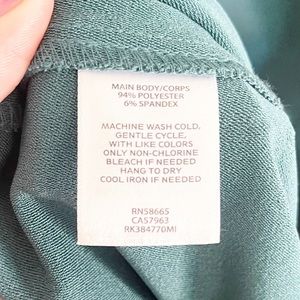 MAIN BODY/CORPS
94% POLYESTER
6% SPANDEX
MACHINE WASH COLD,
GENTLE CYCLE,
WITH LIKE COLORS
ONLY NON-CHLORINE
BLEACH IF NEEDED
HANG TO DRY
COOL IRON IF NEEDED
RN58665
CA57963
RK384770MI